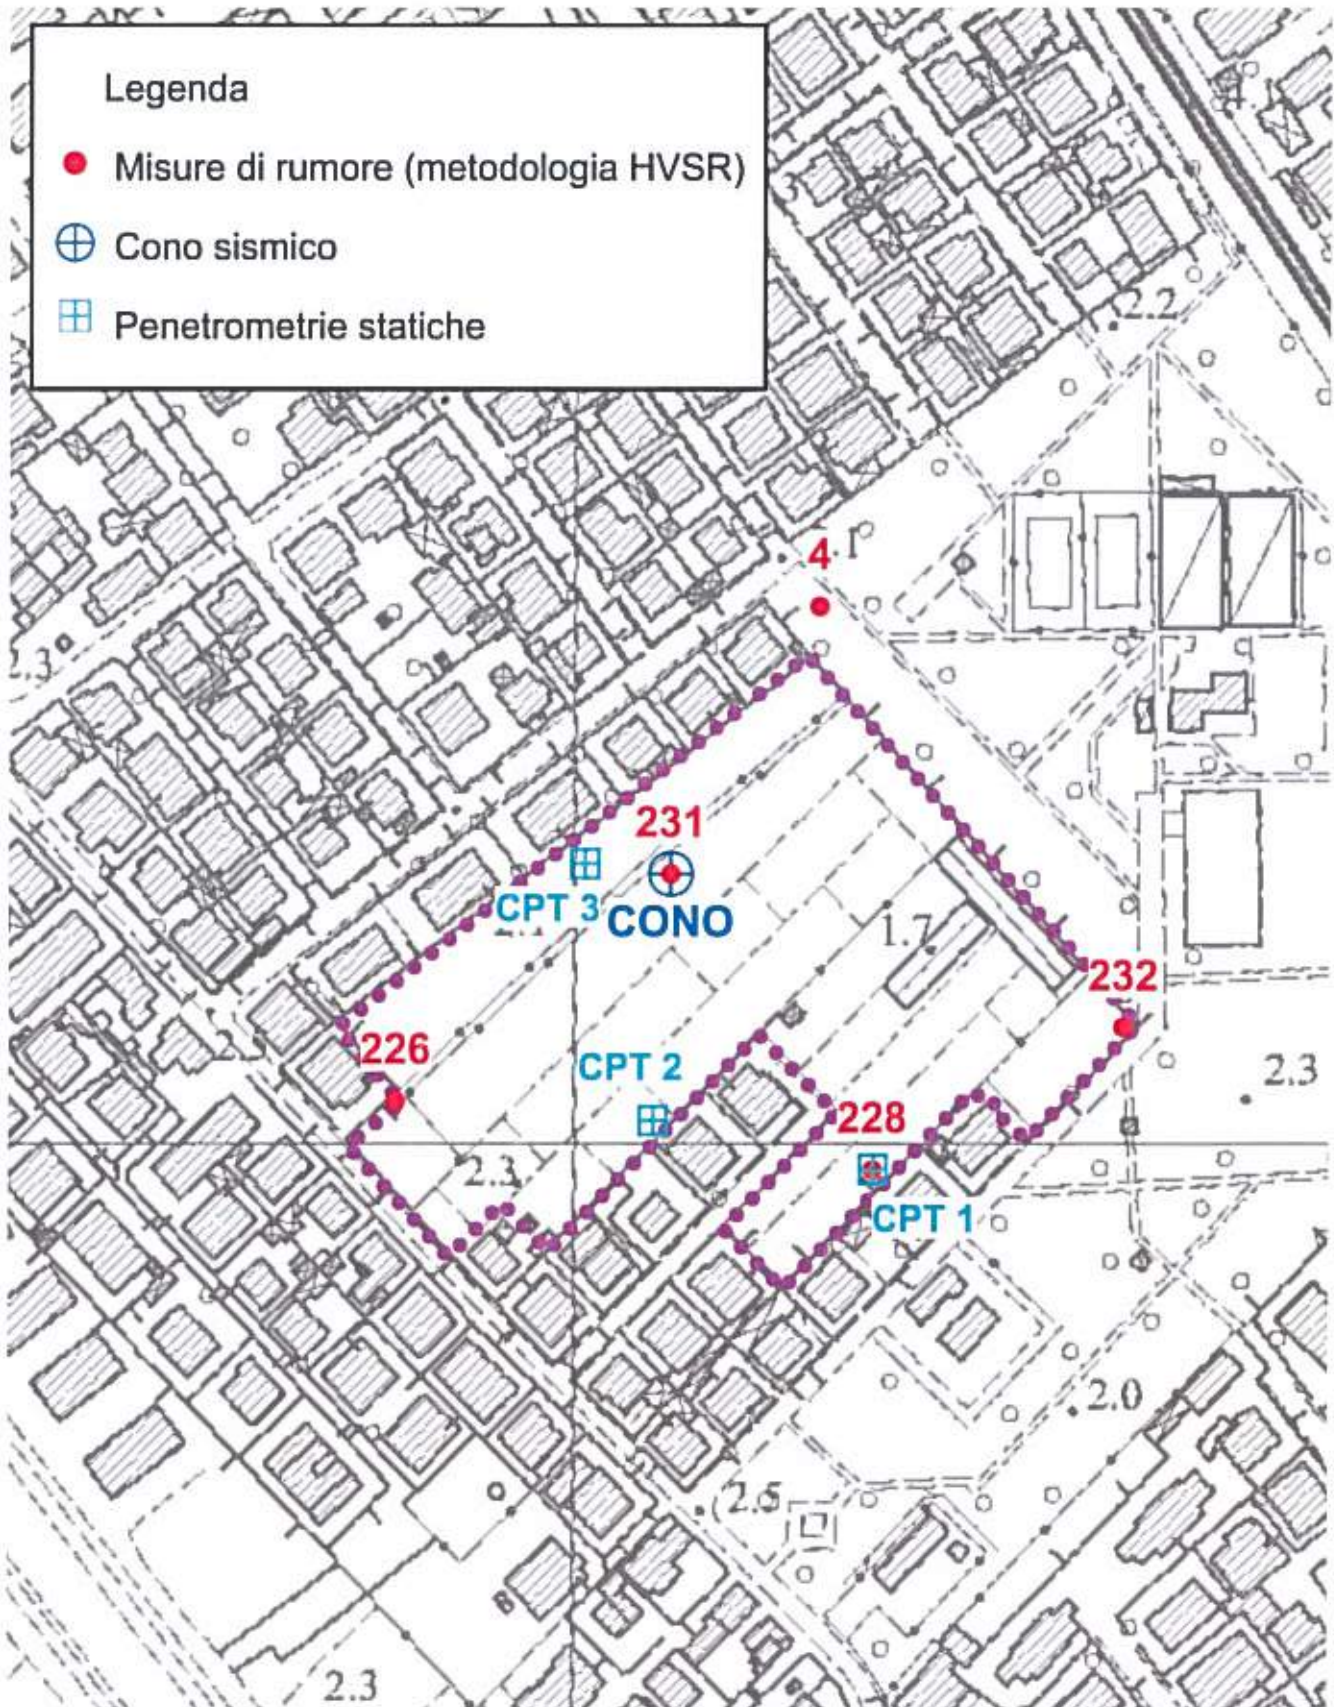 Legenda
Misure di rumore (metodologia HVSR)
Cono sismico
Penetrometrie statiche
2.2
4
2.3
231
CPT 3
CONO
1.7
232
226
CPT 2
2.3
228
2.3
CPT 1
2.0
2.5
2.3